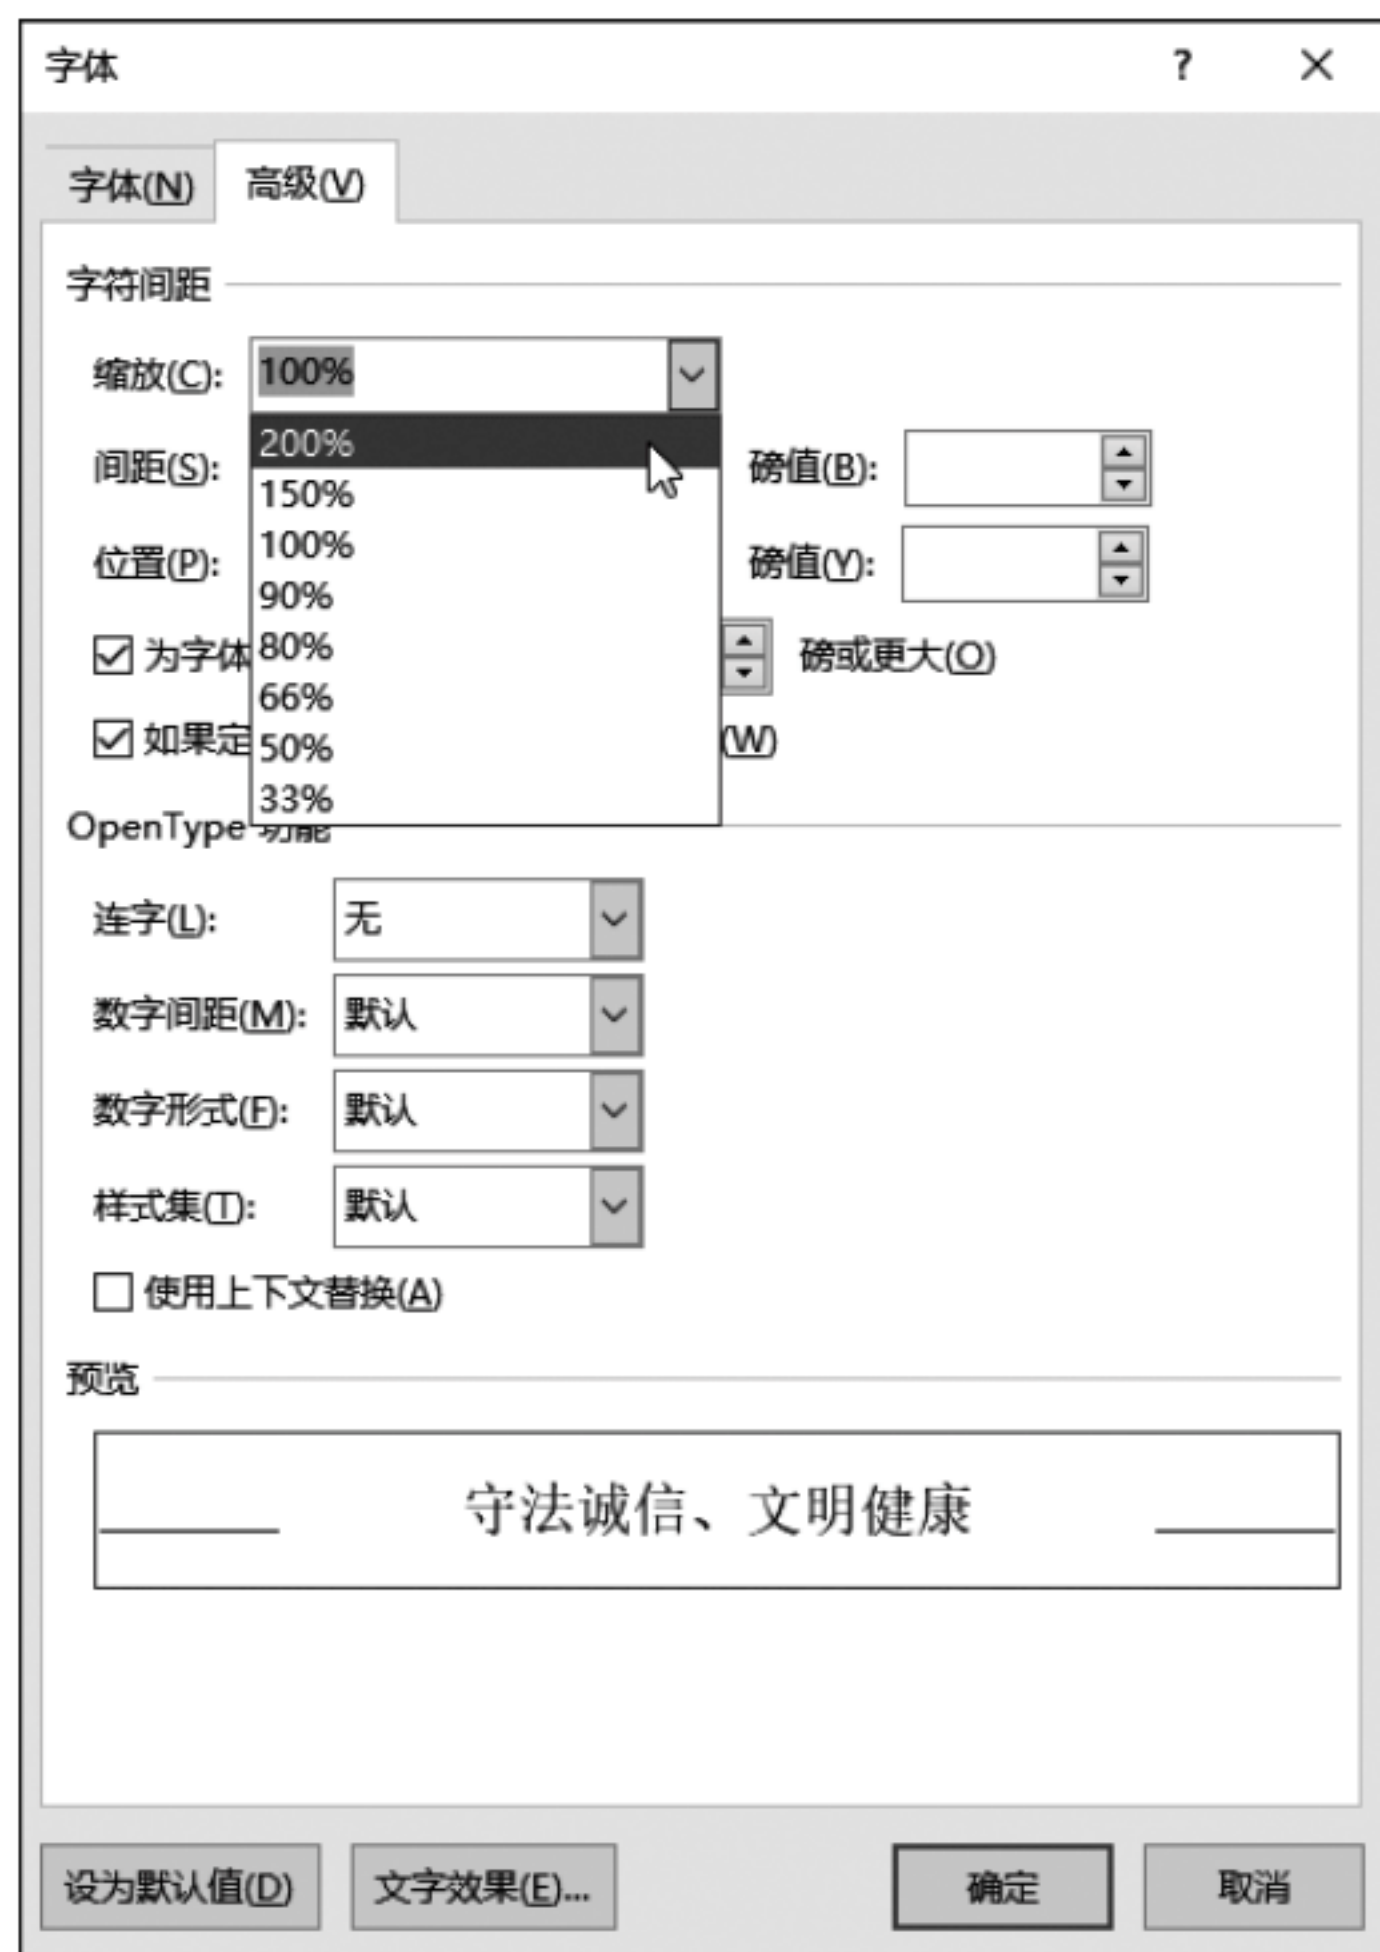 字体 ?
字体(N) 高级(V)
字符间距
缩放(C): 100%
200%
间距(S): 磅值(B):
150%
100%
位置(P): 磅值(Y):
90%
为字体 80% 磅或更大(O)
66%
如果定 50% (W)
33%
OpenType 功能
连字(L): 无
数字间距(M): 默认
数字形式(F): 默认
样式集(T): 默认
使用上下文替换(A)
预览
守法诚信、文明健康
设为默认值(D) 文字效果(E)... 确定 取消